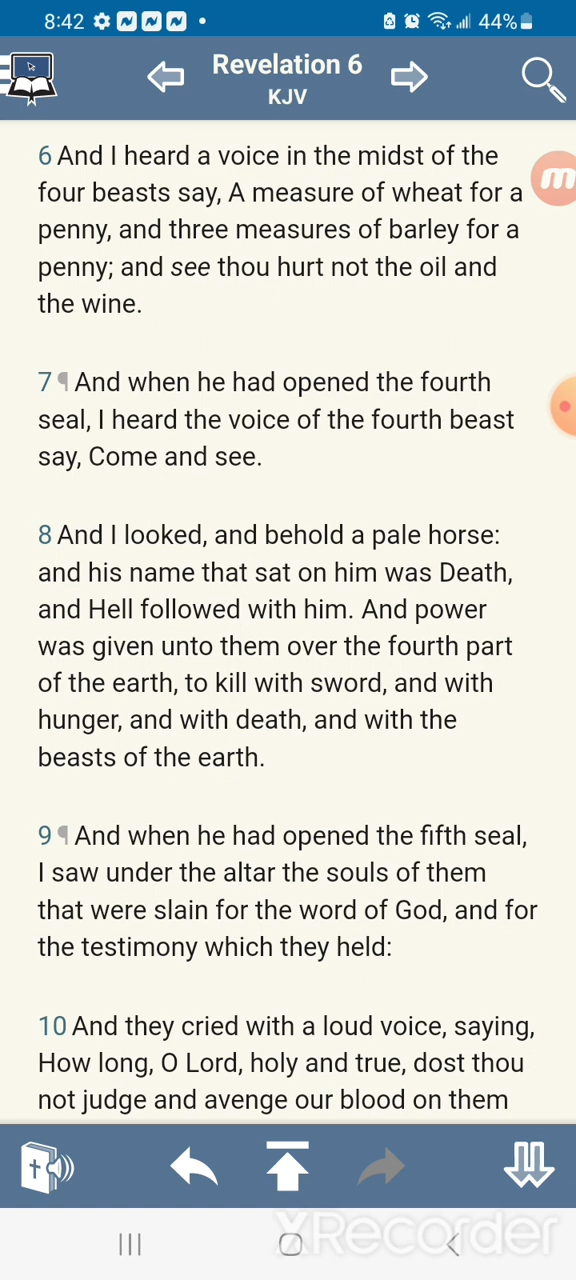 8:42 44%
Revelation 6
KJV
6 And I heard a voice in the midst of the
four beasts say, A measure of wheat for a
penny, and three measures of barley for a
penny; and see thou hurt not the oil and
the wine.
7 ¶ And when he had opened the fourth
seal, I heard the voice of the fourth beast
say, Come and see.
8 And I looked, and behold a pale horse:
and his name that sat on him was Death,
and Hell followed with him. And power
was given unto them over the fourth part
of the earth, to kill with sword, and with
hunger, and with death, and with the
beasts of the earth.
9 ¶ And when he had opened the fifth seal,
I saw under the altar the souls of them
that were slain for the word of God, and for
the testimony which they held:
10 And they cried with a loud voice, saying,
How long, O Lord, holy and true, dost thou
not judge and avenge our blood on them
XRecorder